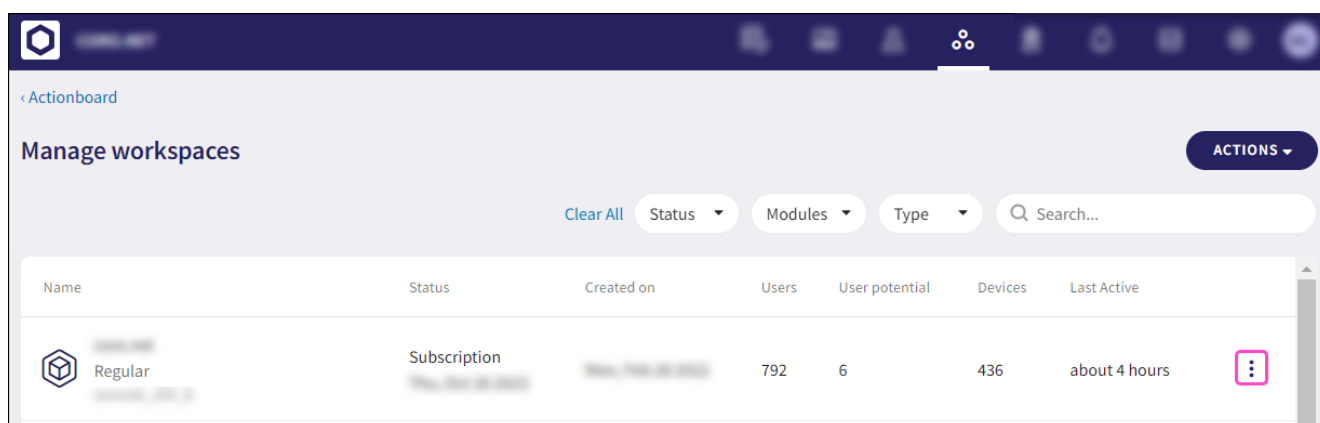 ‹ Actionboard
Manage workspaces
ACTIONS
Clear All Status Modules Type Search...
Name Status Created on Users User potential Devices Last Active
Subscription
Regular 792 6 436 about 4 hours